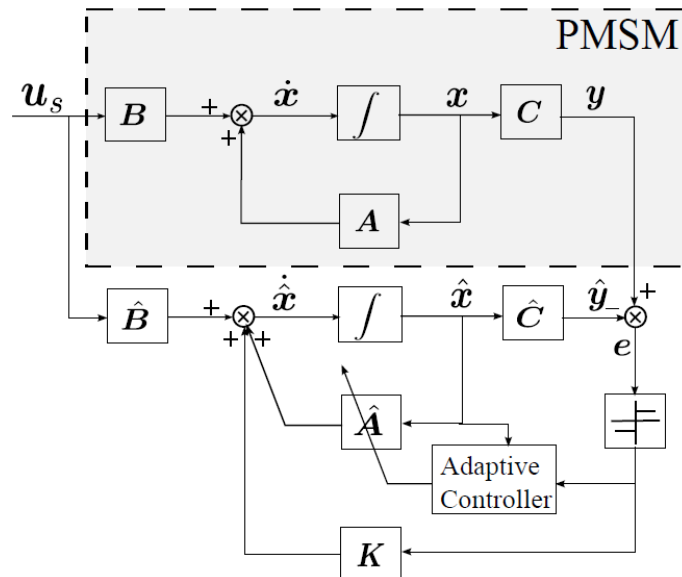 PMSM
u_s
B
+
+
ẋ
∫
x
C
y
A
B̂
+
+
+
x̂̇
∫
x̂
Ĉ
ŷ
−
+
e
Â
Adaptive
Controller
K